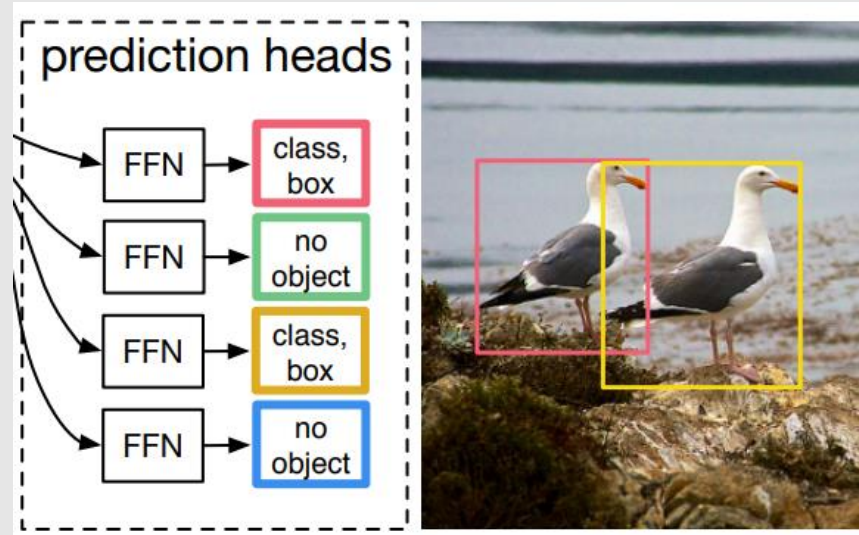 prediction heads
FFN
class,
box
FFN
no
object
FFN
class,
box
FFN
no
object